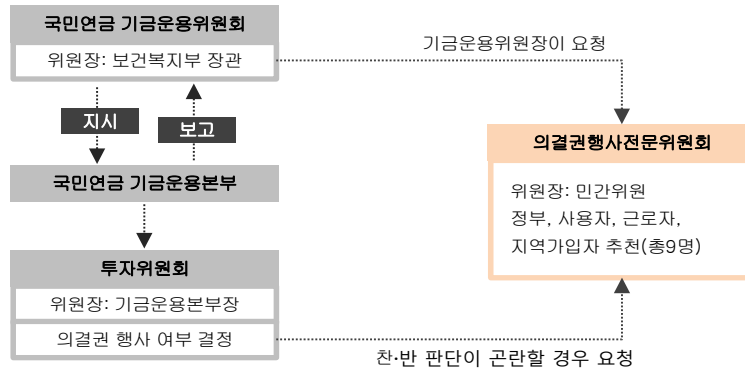 국민연금 기금운용위원회
위원장: 보건복지부 장관
기금운용위원장이 요청
지시
보고
의결권행사전문위원회
위원장: 민간위원
정부, 사용자, 근로자,
지역가입자 추천(총9명)
국민연금 기금운용본부
투자위원회
위원장: 기금운용본부장
의결권 행사 여부 결정
찬·반 판단이 곤란할 경우 요청